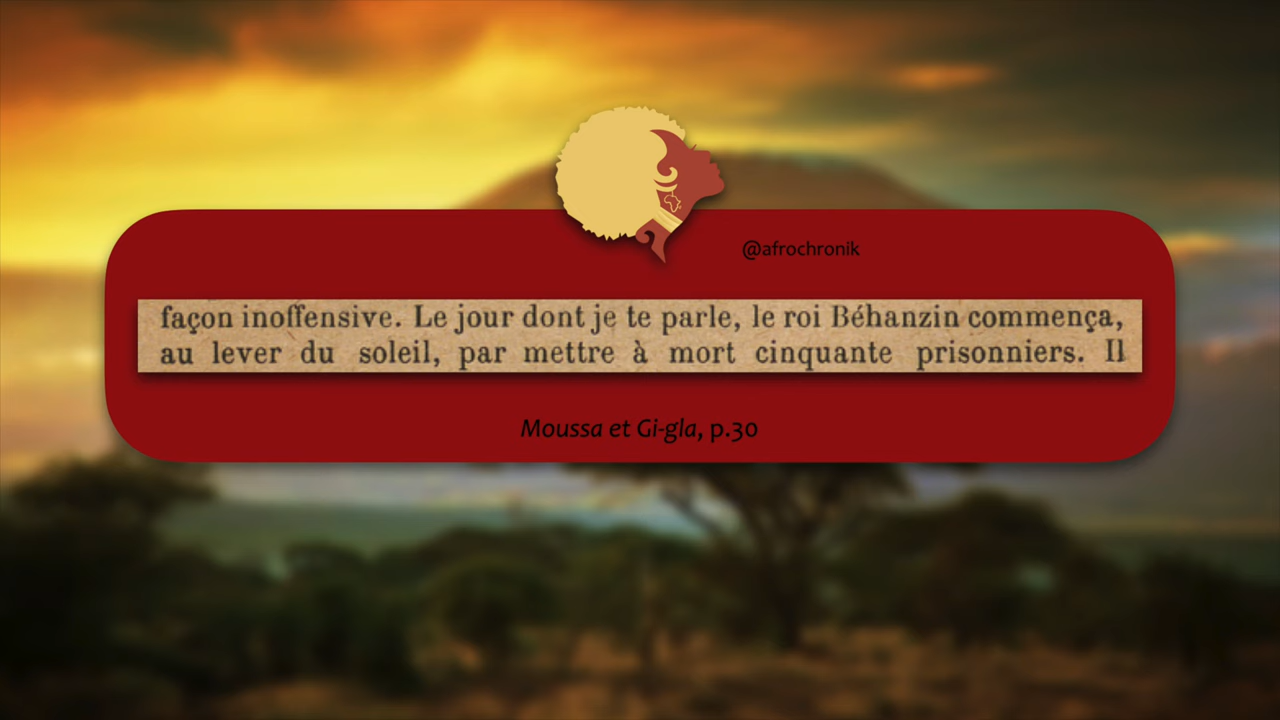 @afrochronik
façon inoffensive. Le jour dont je te parle, le roi Béhanzin commença,
au lever du soleil, par mettre à mort cinquante prisonniers. Il
Moussa et Gi-gla, p.30